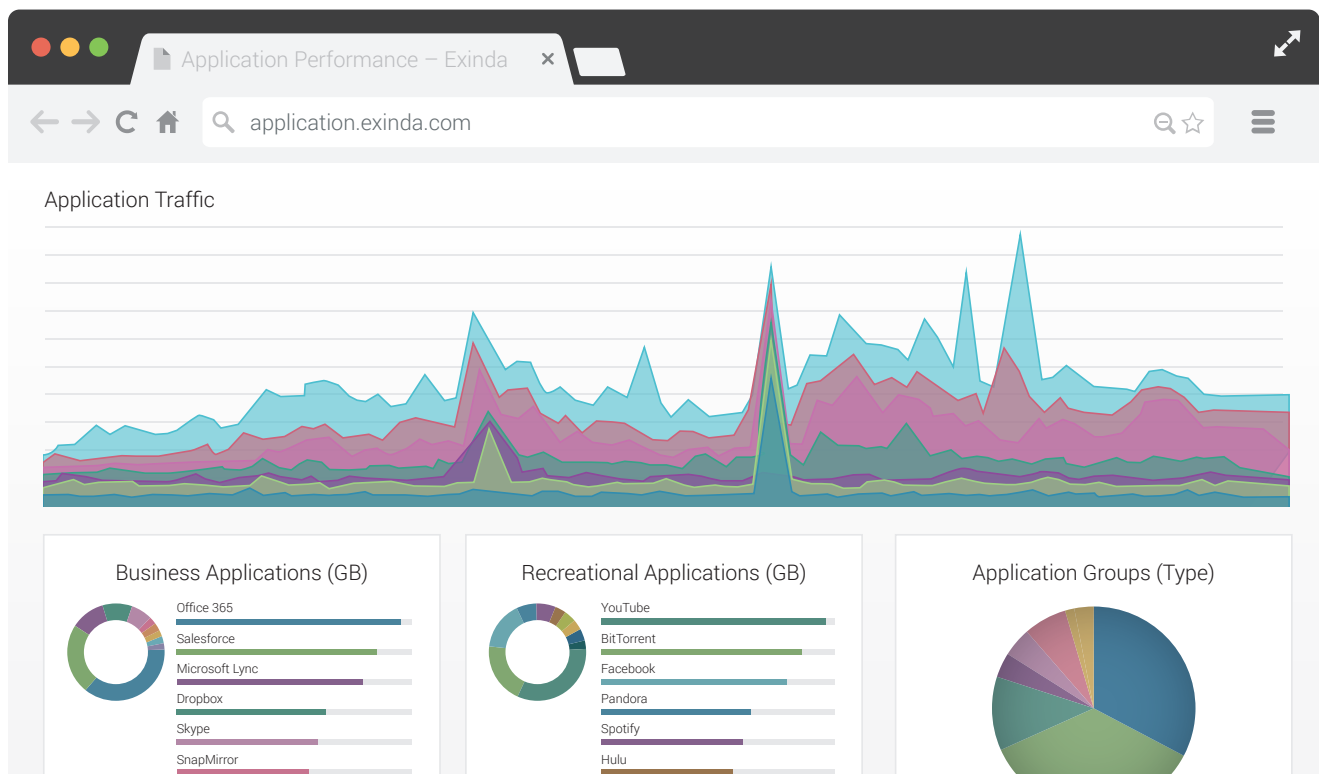 Application Performance – Exinda
application.exinda.com
Application Traffic
Business Applications (GB)
Office 365
Salesforce
Microsoft Lync
Dropbox
Skype
SnapMirror
Recreational Applications (GB)
YouTube
BitTorrent
Facebook
Pandora
Spotify
Hulu
Application Groups (Type)